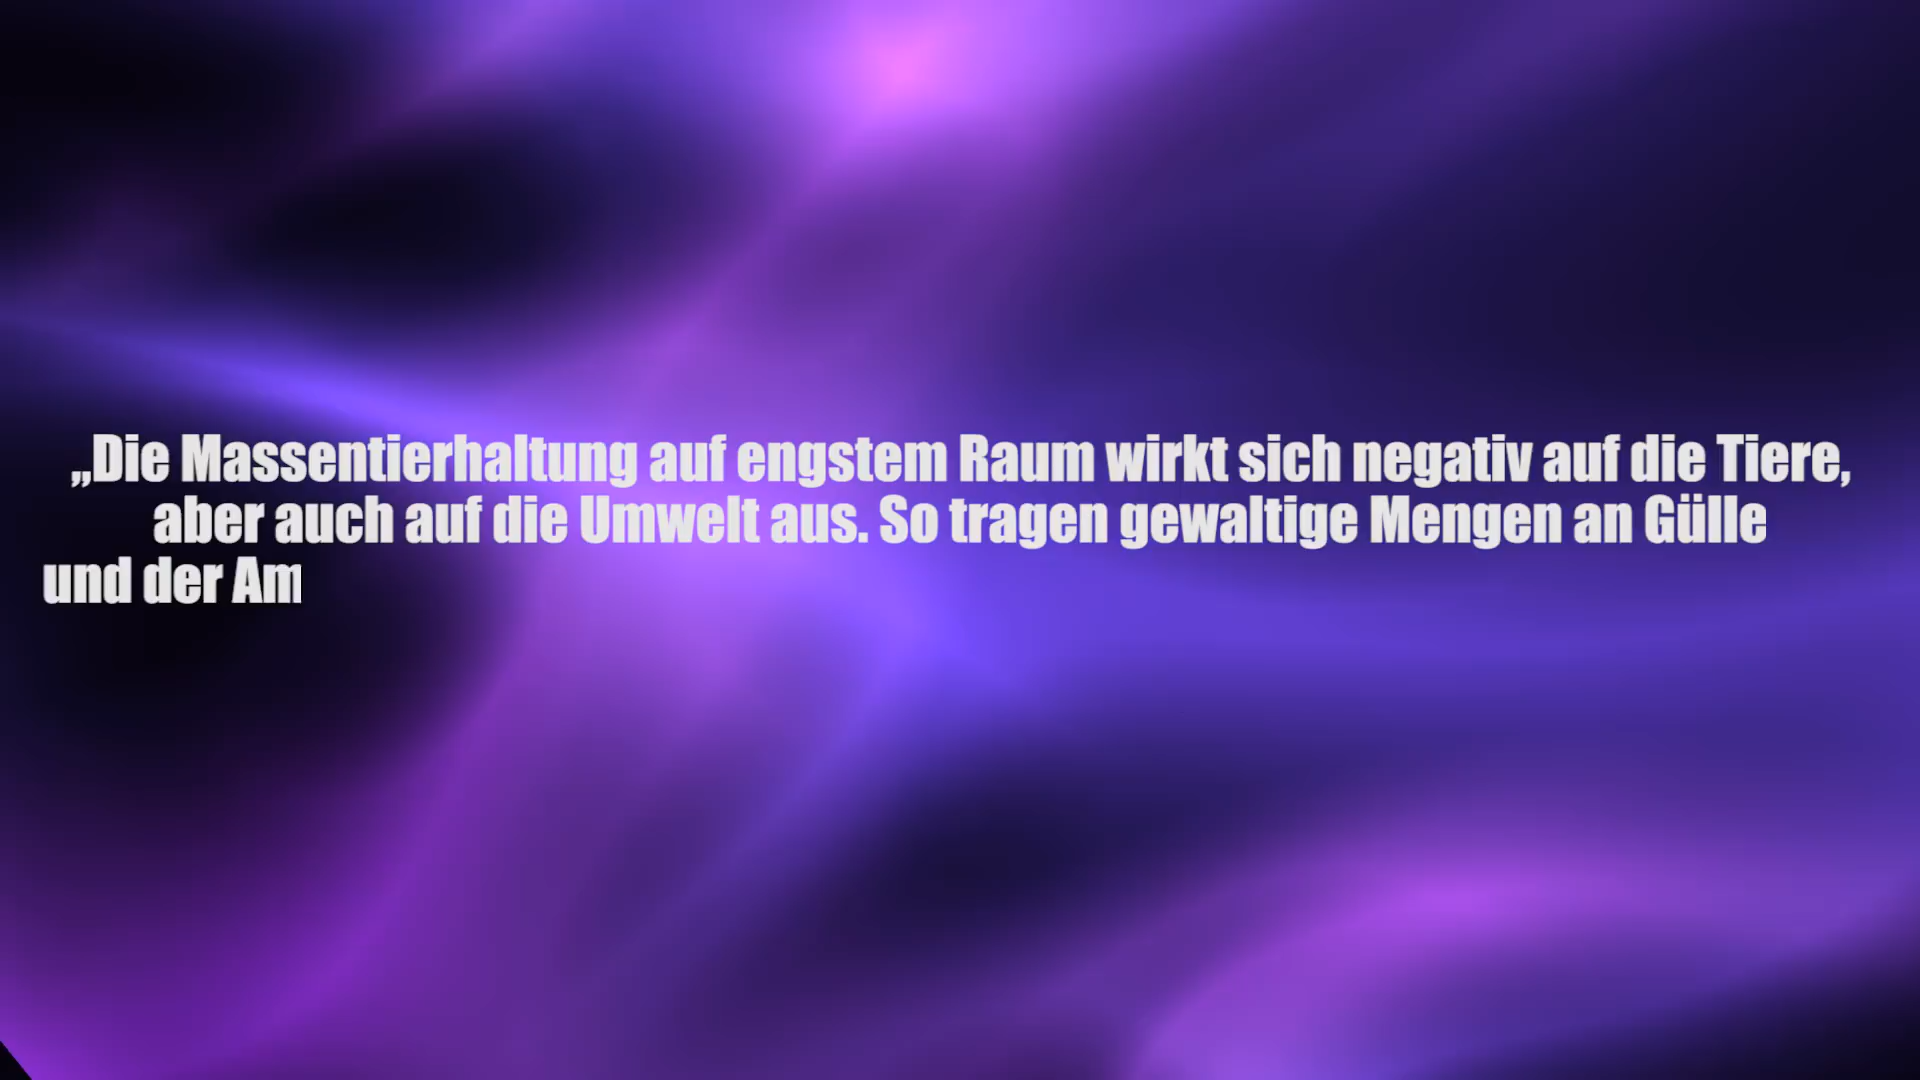 „Die Massentierhaltung auf engstem Raum wirkt sich negativ auf die Tiere,
aber auch auf die Umwelt aus. So tragen gewaltige Mengen an Gülle
und der Am